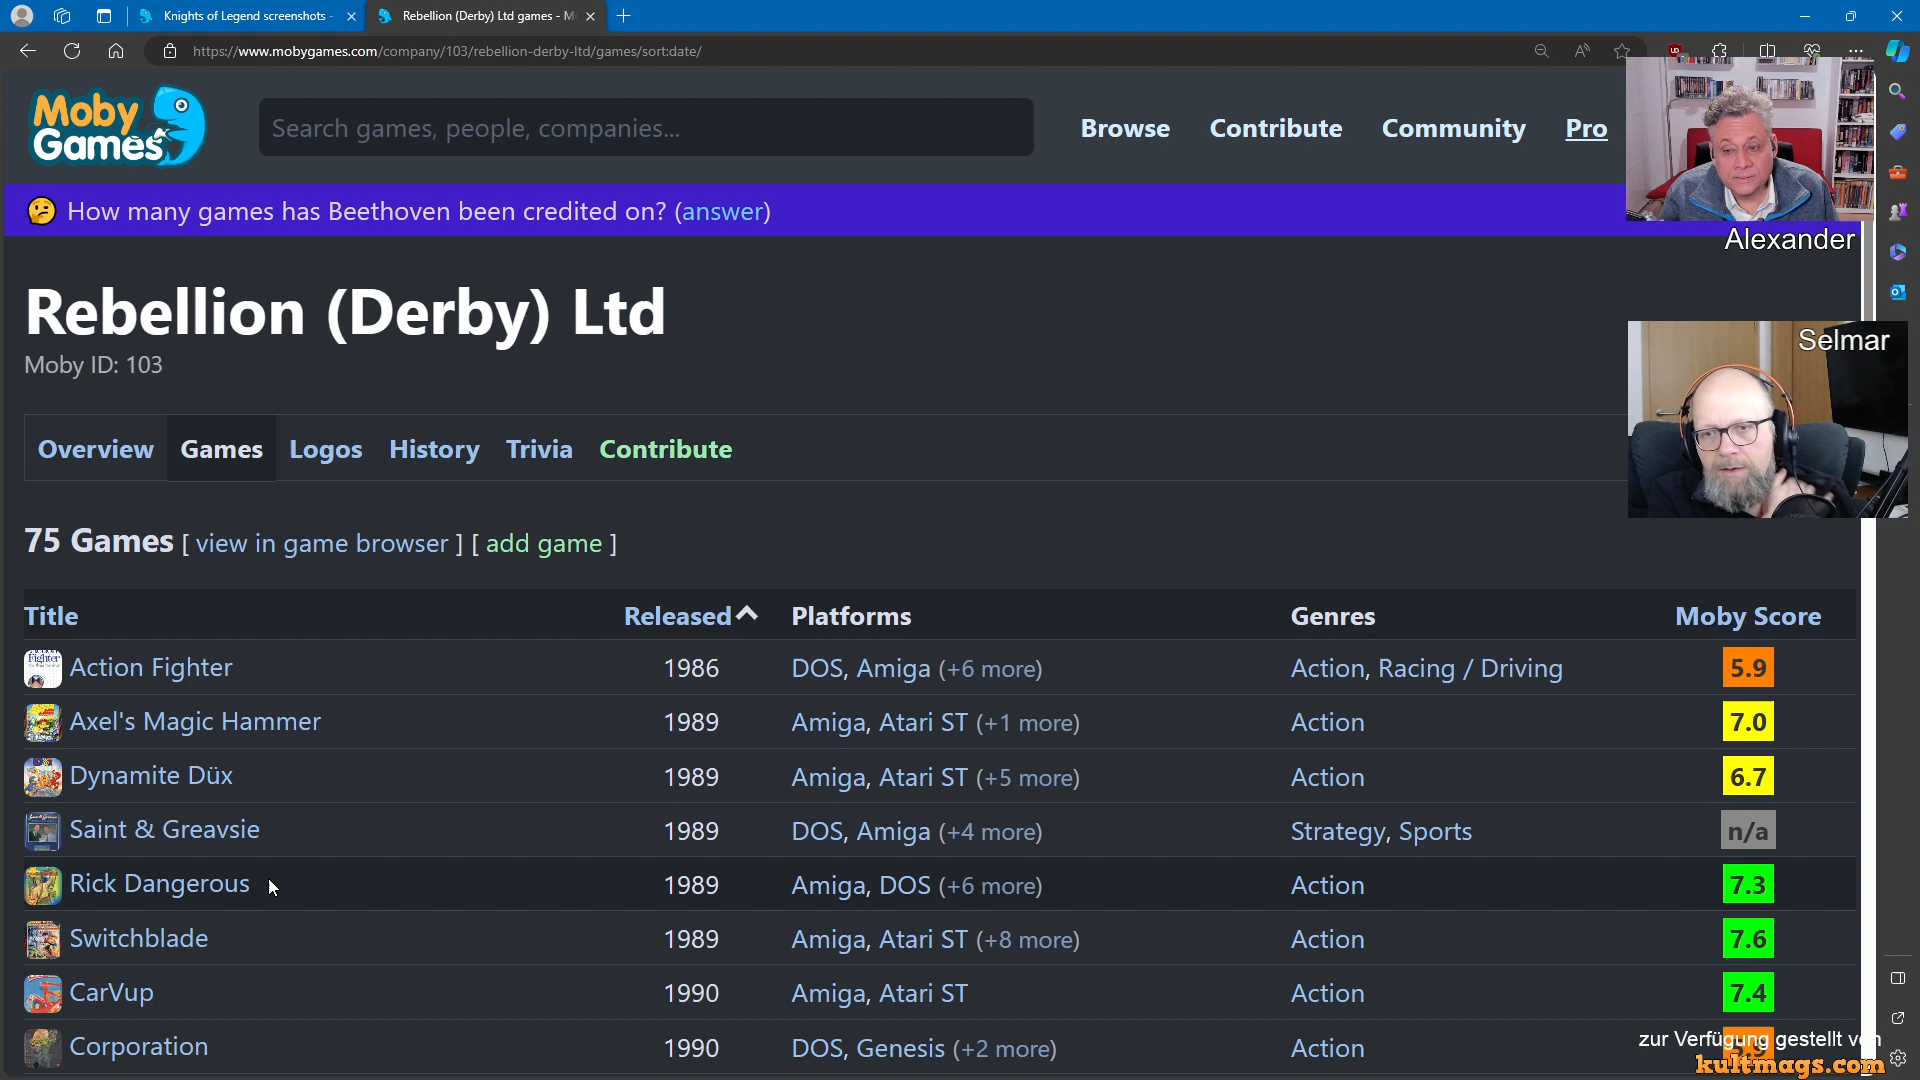 Knights of Legend screenshots -
Rebellion (Derby) Ltd games - M
https://www.mobygames.com/company/103/rebellion-derby-ltd/games/sort:date/
Moby
Games
Search games, people, companies...
Browse
Contribute
Community
Pro
How many games has Beethoven been credited on? (answer)
Alexander
Rebellion (Derby) Ltd
Moby ID: 103
Selmar
Overview Games Logos History Trivia Contribute
75 Games [ view in game browser ] [ add game ]
Title Released Platforms Genres Moby Score
Action Fighter 1986 DOS, Amiga (+6 more) Action, Racing / Driving 5.9
Axel's Magic Hammer 1989 Amiga, Atari ST (+1 more) Action 7.0
Dynamite Düx 1989 Amiga, Atari ST (+5 more) Action 6.7
Saint & Greavsie 1989 DOS, Amiga (+4 more) Strategy, Sports n/a
Rick Dangerous 1989 Amiga, DOS (+6 more) Action 7.3
Switchblade 1989 Amiga, Atari ST (+8 more) Action 7.6
CarVup 1990 Amiga, Atari ST Action 7.4
Corporation 1990 DOS, Genesis (+2 more) Action
zur Verfügung gestellt von
kultmags.com